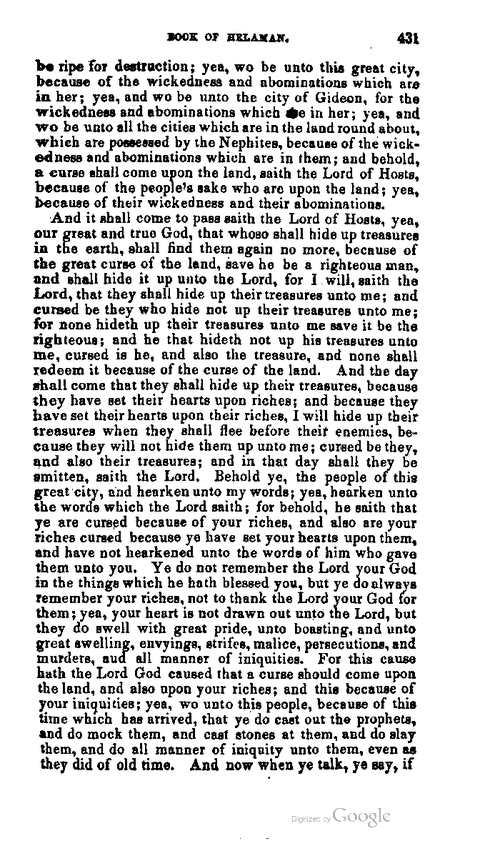 BOOK OF HELAMAN. 431
be ripe for destruction; yea, wo be unto this great city,
because of the wickedness and abominations which are
in her; yea, and wo be unto the city of Gideon, for the
wickedness and abominations which are in her; yea, and
wo be unto all the cities which are in the land round about,
which are possessed by the Nephites, because of the wick-
edness and abominations which are in them; and behold,
a curse shall come upon the land, saith the Lord of Hosts,
because of the people's sake who are upon the land; yea,
because of their wickedness and their abominations.
And it shall come to pass saith the Lord of Hosts, yea,
our great and true God, that whoso shall hide up treasures
in the earth, shall find them again no more, because of
the great curse of the land, save he be a righteous man,
and shall hide it up unto the Lord, for I will, saith the
Lord, that they shall hide up their treasures unto me; and
cursed be they who hide not up their treasures unto me;
for none hideth up their treasures unto me save it be the
righteous; and he that hideth not up his treasures unto
me, cursed is he, and also the treasure, and none shall
redeem it because of the curse of the land. And the day
shall come that they shall hide up their treasures, because
they have set their hearts upon riches; and because they
have set their hearts upon their riches, I will hide up their
treasures when they shall flee before their enemies, be-
cause they will not hide them up unto me; cursed be they,
and also their treasures; and in that day shall they be
smitten, saith the Lord. Behold ye, the people of this
great city, and hearken unto my words; yea, hearken unto
the words which the Lord saith; for behold, he saith that
ye are cursed because of your riches, and also are your
riches cursed because ye have set your hearts upon them,
and have not hearkened unto the words of him who gave
them unto you. Ye do not remember the Lord your God
in the things which he hath blessed you, but ye do always
remember your riches, not to thank the Lord your God for
them; yea, your heart is not drawn out unto the Lord, but
they do swell with great pride, unto boasting, and unto
great swelling, envyings, strifes, malice, persecutions, and
murders, and all manner of iniquities. For this cause
hath the Lord God caused that a curse should come upon
the land, and also upon your riches; and this because of
your iniquities; yea, wo unto this people, because of this
time which has arrived, that ye do cast out the prophets,
and do mock them, and cast stones at them, and do slay
them, and do all manner of iniquity unto them, even as
they did of old time. And now when ye talk, ye say, if
Digitized by Google